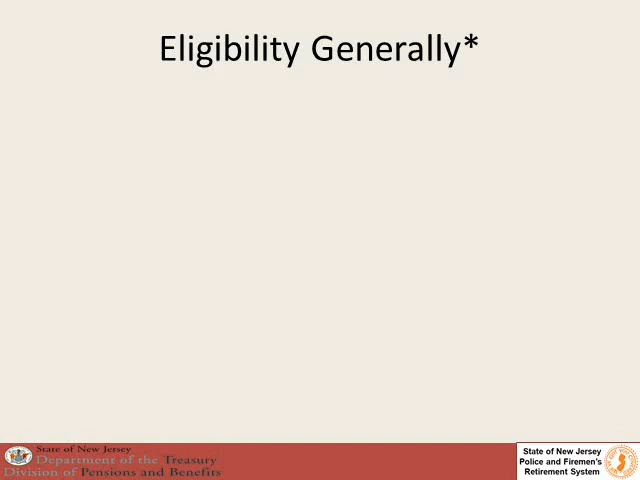 Eligibility Generally*
State of New Jersey
Department of the Treasury
Division of Pensions and Benefits
State of New Jersey
Police and Firemen's
Retirement System